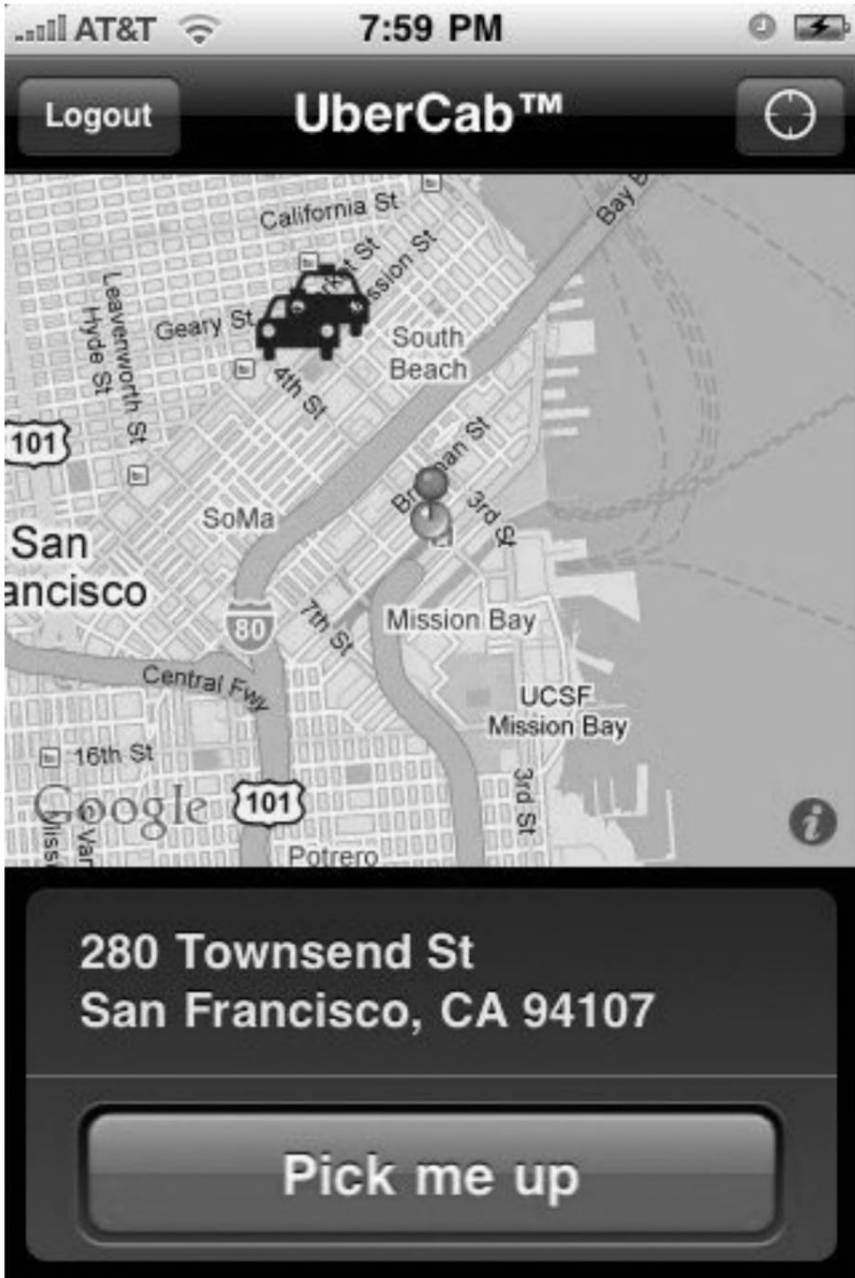 AT&T
7:59 PM
Logout
UberCab™
California St
Geary St
Leavenworth St
Hyde St
South
Beach
4th St
101
SoMa
3rd St
San
ancisco
80
7th St
Mission Bay
Central Fwy
UCSF
Mission Bay
16th St
3rd St
Google
101
Potrero
i
280 Townsend St
San Francisco, CA 94107
Pick me up